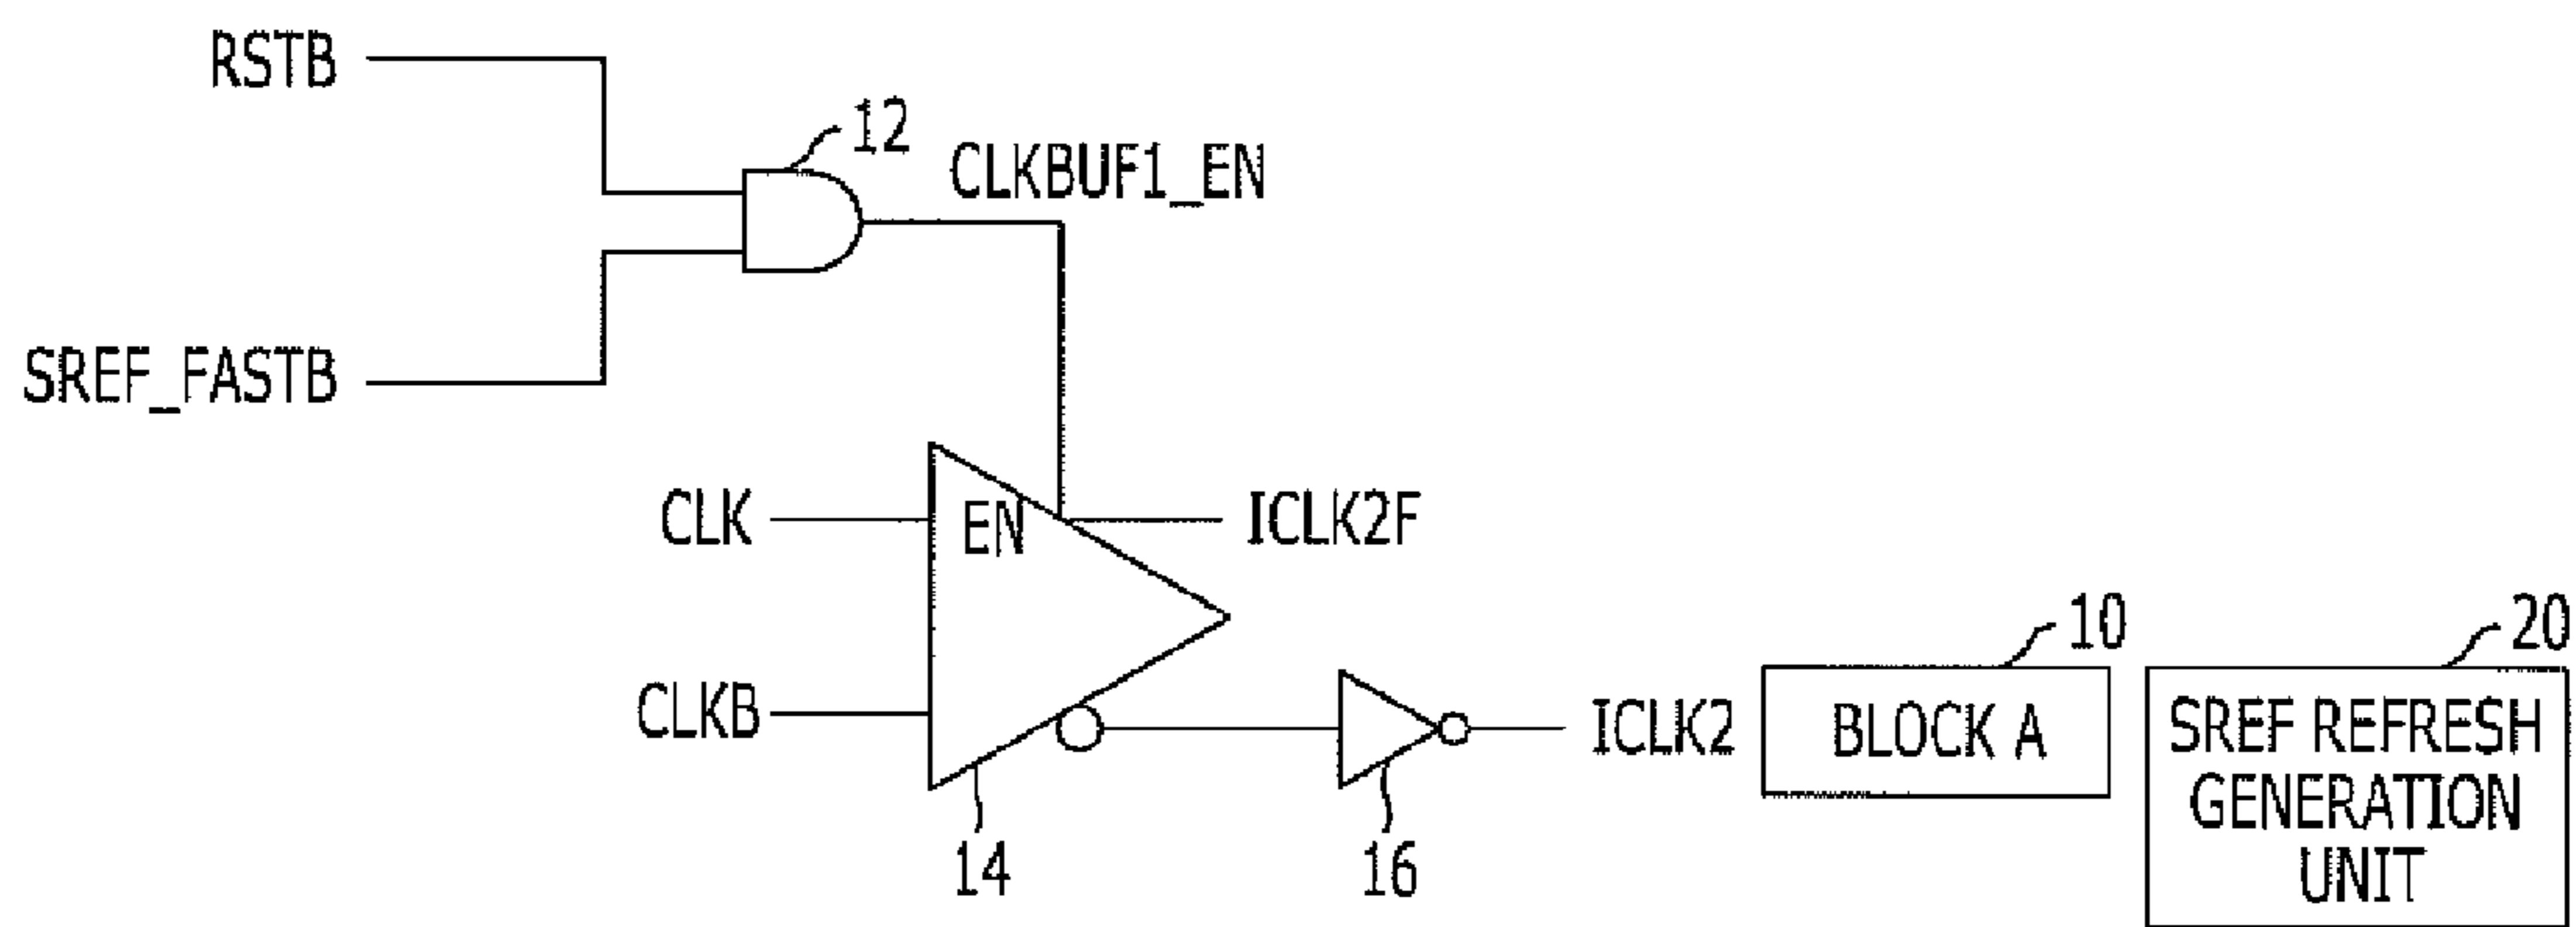 RSTB
12
CLKBUF1_EN
SREF_FASTB
CLK
EN
ICLK2F
CLKB
14
16
ICLK2
10
BLOCK A
20
SREF REFRESH
GENERATION
UNIT